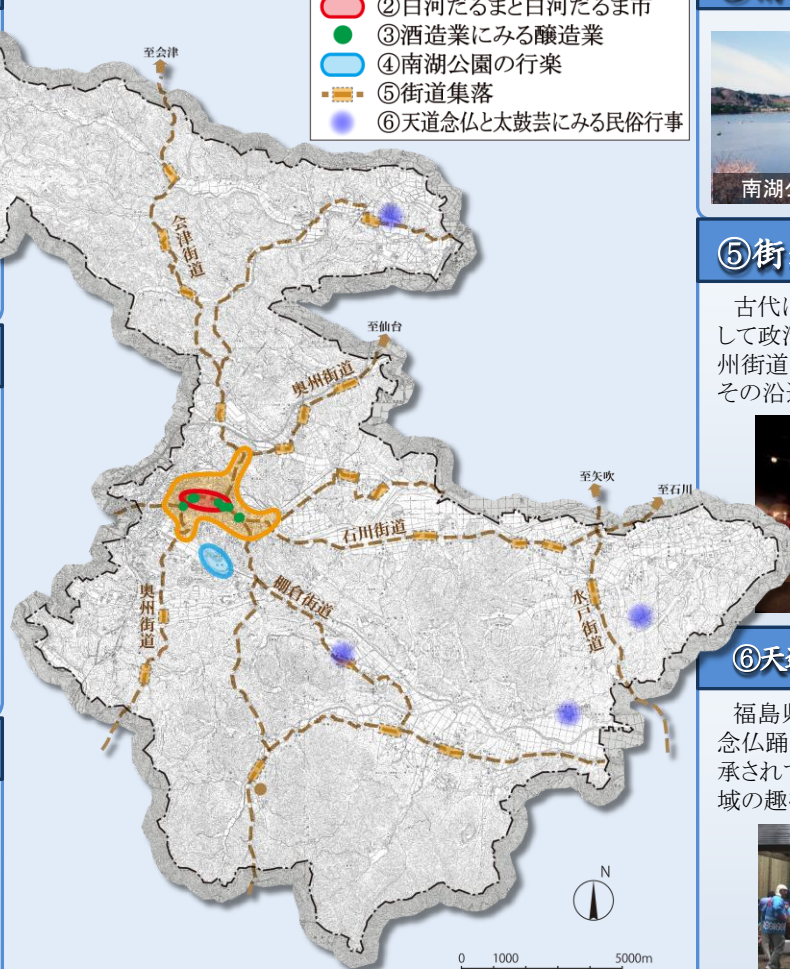 ②白河だるまと白河だるま市
③酒造業にみる醸造業
④南湖公園の行楽
⑤街道集落
⑥天道念仏と太鼓芸にみる民俗行事
至会津
会津街道
至仙台
奥州街道
至矢吹
至石川
石川街道
棚倉街道
奥州街道
水戸街道
N
0 1000 5000m
南湖公
⑤街
古代に
して政治
州街道
その沿道
⑥天道
福島県
念仏踊
承されて
域の趣